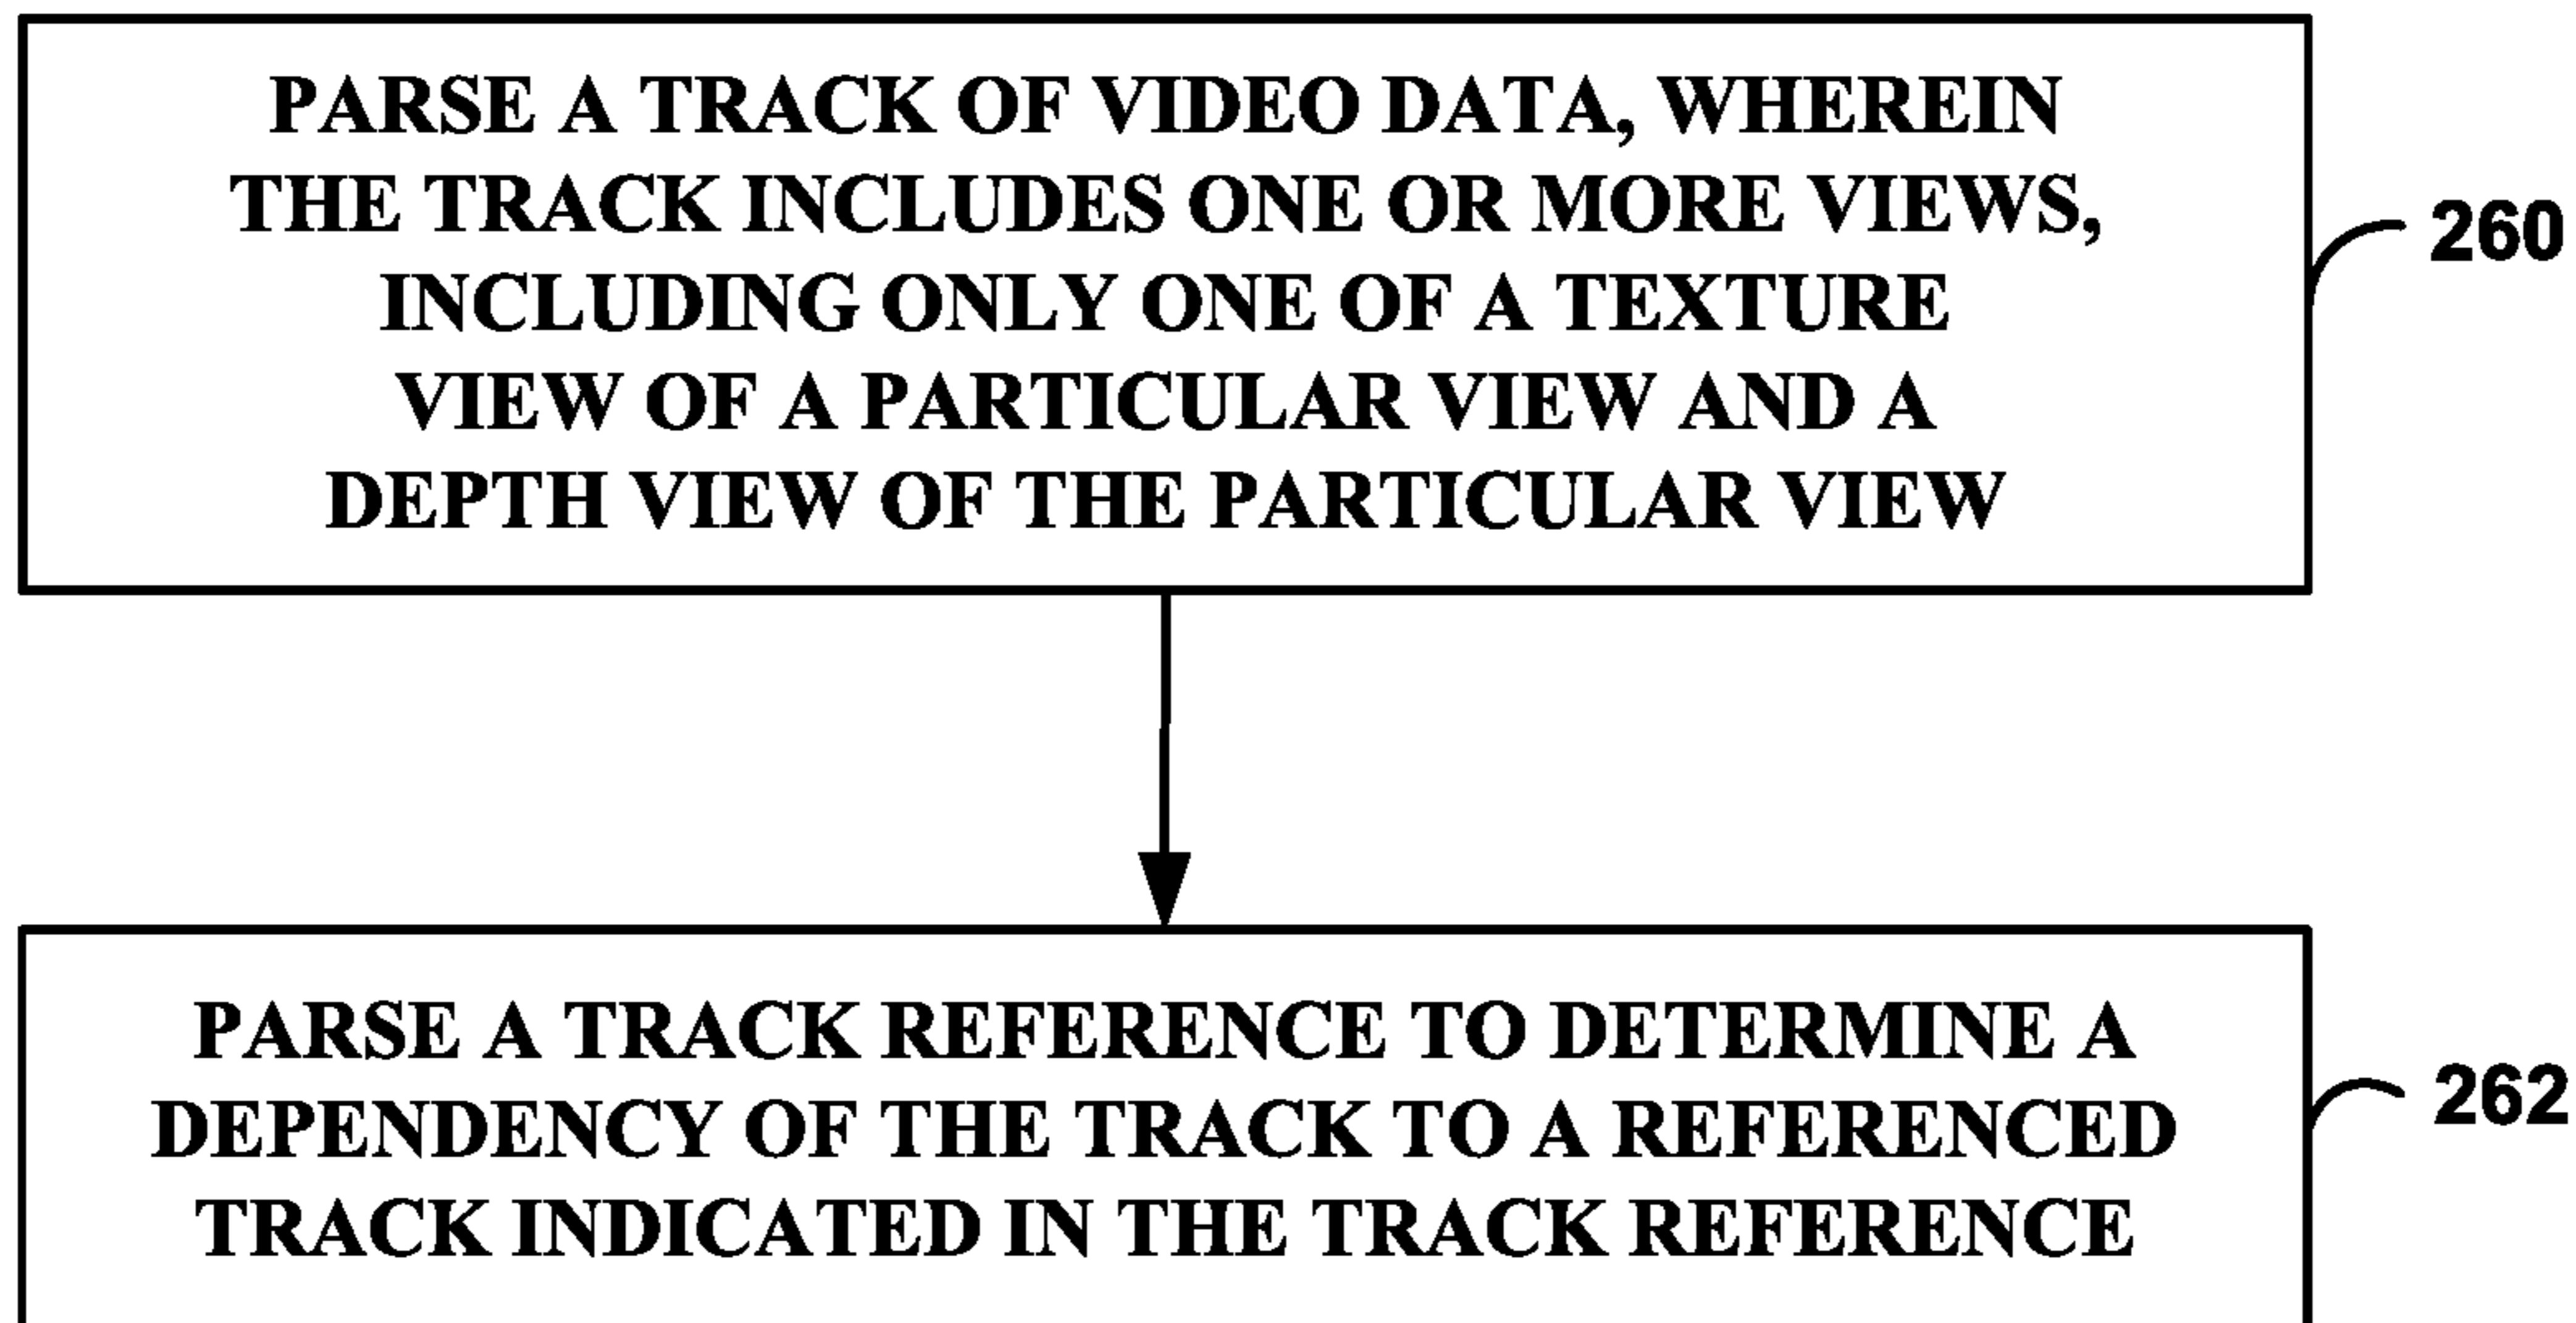 PARSE A TRACK OF VIDEO DATA, WHEREIN
THE TRACK INCLUDES ONE OR MORE VIEWS,
INCLUDING ONLY ONE OF A TEXTURE
VIEW OF A PARTICULAR VIEW AND A
DEPTH VIEW OF THE PARTICULAR VIEW
260
PARSE A TRACK REFERENCE TO DETERMINE A
DEPENDENCY OF THE TRACK TO A REFERENCED
TRACK INDICATED IN THE TRACK REFERENCE
262